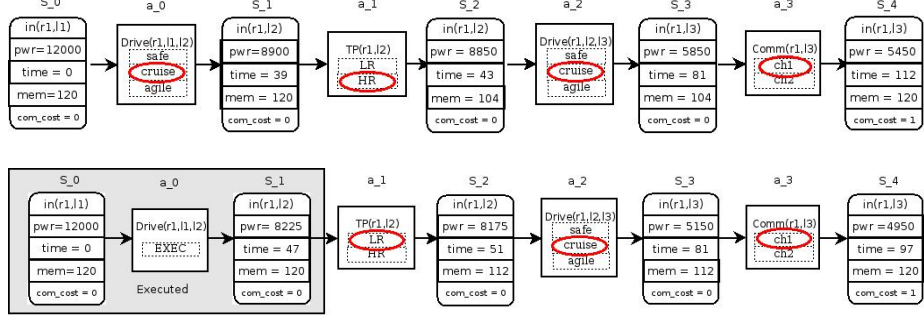 S_0 a_0 S_1 a_1 S_2 a_2 S_3 a_3 S_4
in(r1,l1) in(r1,l2) in(r1,l2) in(r1,l3) in(r1,l3)
pwr=12000 Drive(r1,l1,l2) pwr=8900 TP(r1,l2) pwr = 8850 Drive(r1,l2,l3) pwr = 5850 Comm(r1,l3) pwr = 5450
safe LR safe ch1
time = 0 cruise time = 39 HR time = 43 cruise time = 81 ch2 time = 112
mem=120 agile mem = 120 mem = 104 agile mem = 104 mem = 120
com_cost = 0 com_cost = 0 com_cost = 0 com_cost = 0 com_cost = 1
S_0 a_0 S_1 a_1 S_2 a_2 S_3 a_3 S_4
in(r1,l1) in(r1,l2) in(r1,l2) in(r1,l3) in(r1,l3)
pwr=12000 Drive(r1,l1,l2) pwr = 8225 TP(r1,l2) pwr = 8175 Drive(r1,l2,l3) pwr = 5150 Comm(r1,l3) pwr =4950
LR safe ch1
time = 0 EXEC time = 47 HR time = 51 cruise time = 81 ch2 time = 97
mem=120 mem = 120 mem = 112 agile mem = 112 mem = 120
com_cost = 0 Executed com_cost = 0 com_cost = 0 com_cost = 0 com_cost = 1